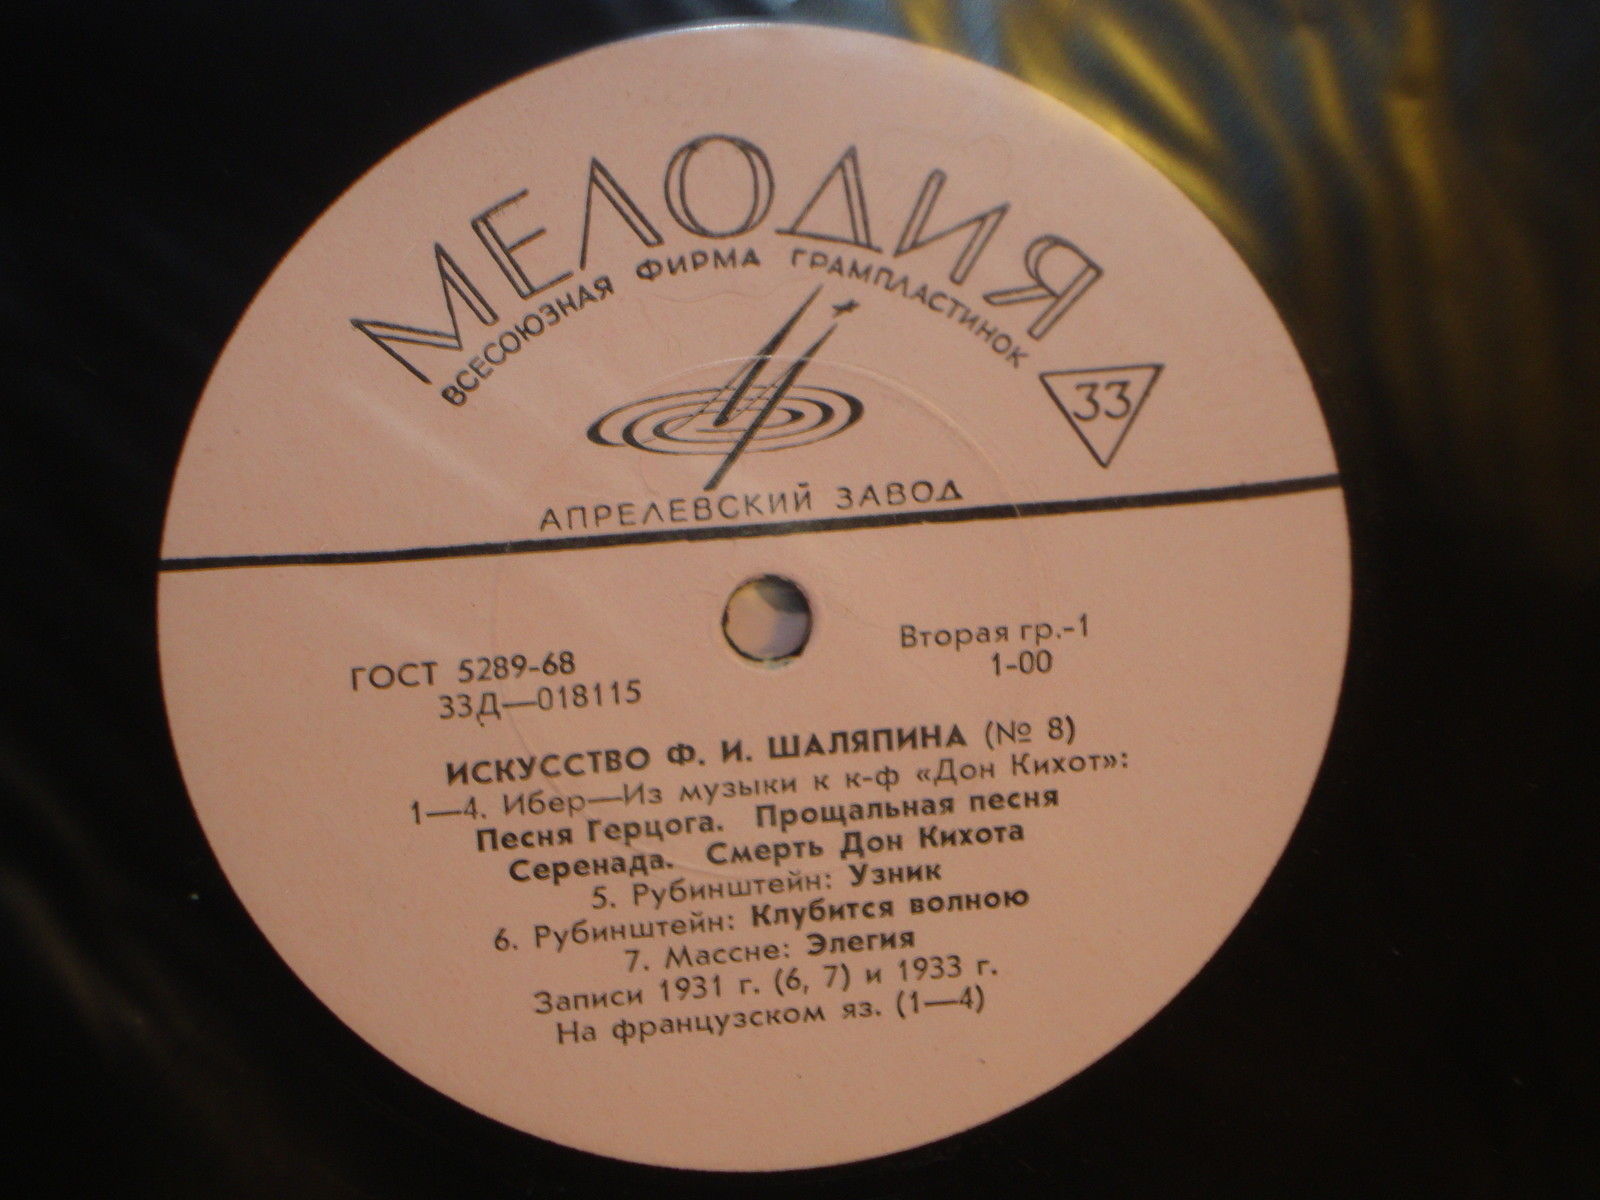 МЕЛОДИЯ
ВСЕСОЮЗНАЯ ФИРМА ГРАМПЛАСТИНОК
33
АПРЕЛЕВСКИЙ ЗАВОД
ГОСТ 5289-68
33Д—018115
Вторая гр.-1
1-00
ИСКУССТВО Ф. И. ШАЛЯПИНА (№ 8)
1—4. Ибер—Из музыки к к-ф «Дон Кихот»:
Песня Герцога. Прощальная песня
Серенада. Смерть Дон Кихота
5. Рубинштейн: Узник
6. Рубинштейн: Клубится волною
7. Массне: Элегия
Записи 1931 г. (6, 7) и 1933 г.
На французском яз. (1—4)